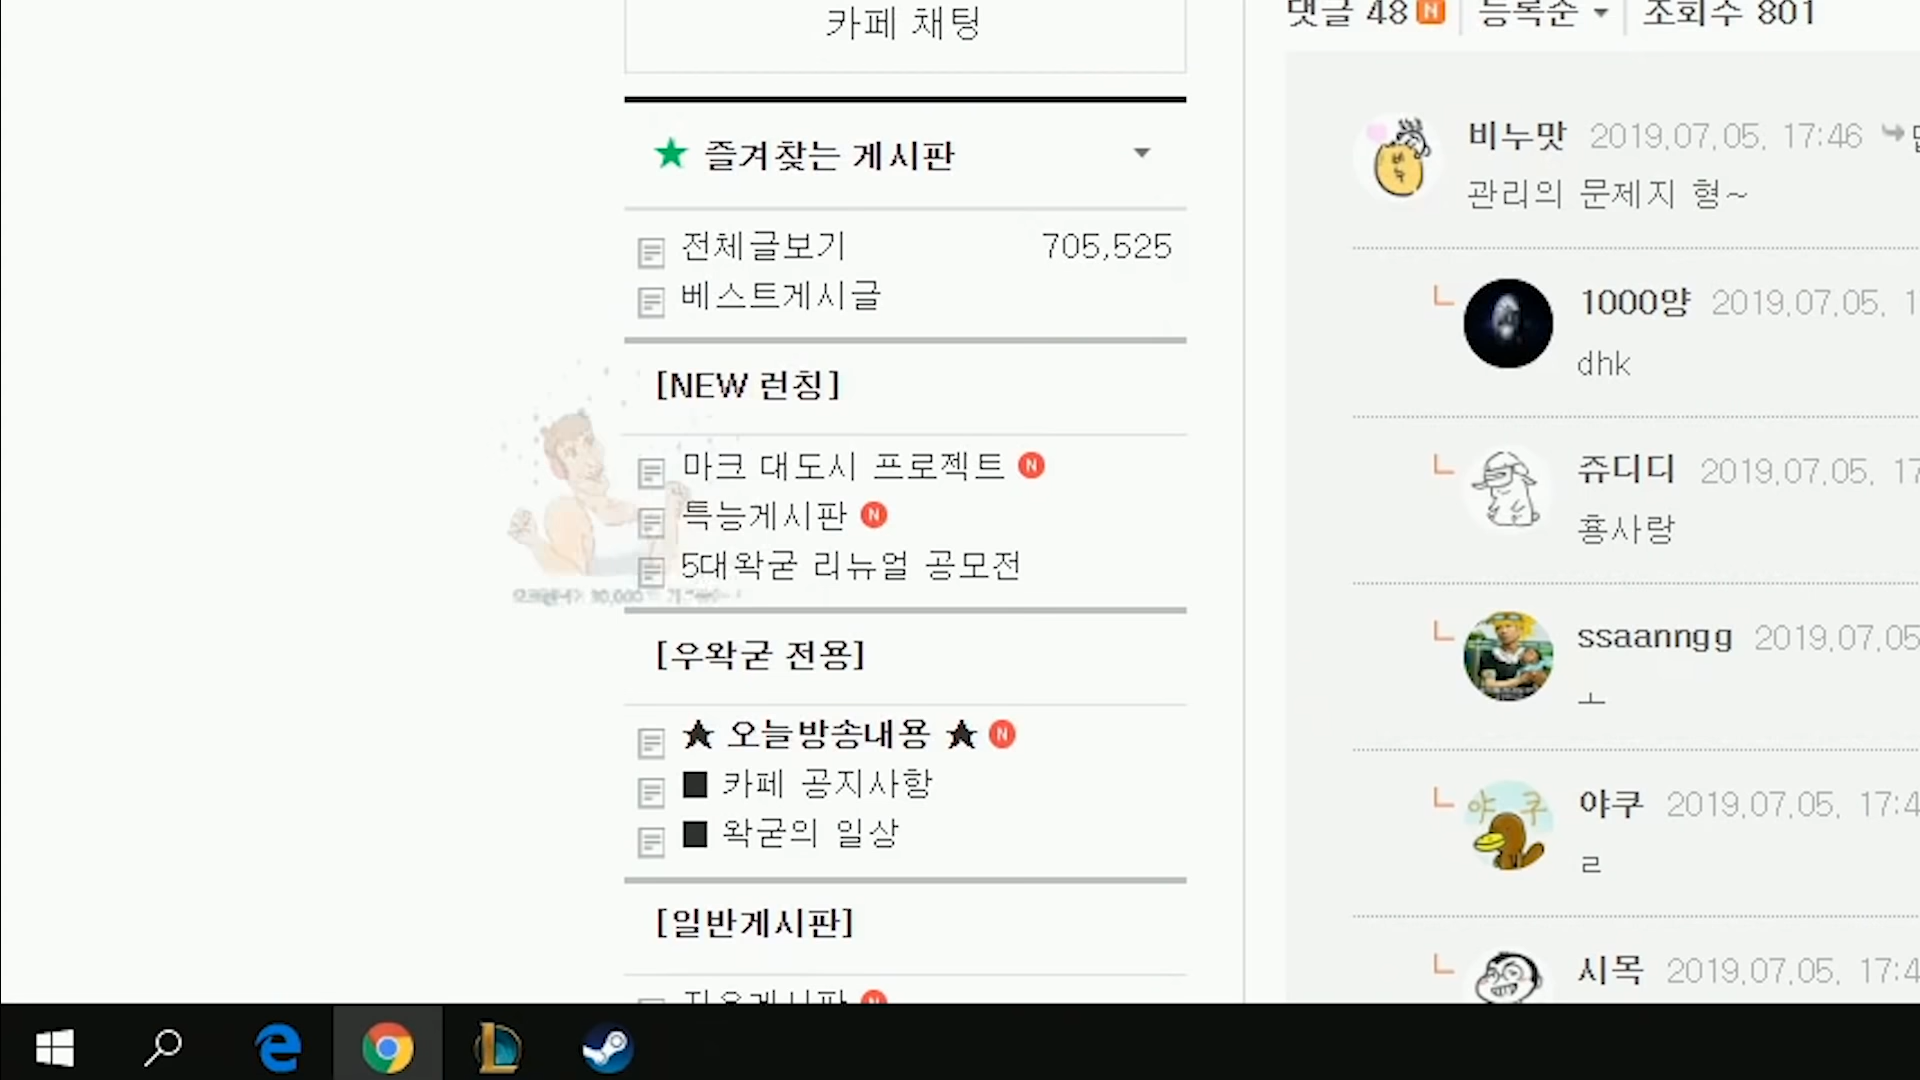 카페 채팅
★ 즐겨찾는 게시판
전체글보기 705,525
베스트게시글
[NEW 런칭]
마크 대도시 프로젝트 N
특능게시판 N
5대왁굳 리뉴얼 공모전
[우왁굳 전용]
★ 오늘방송내용 ★ N
■ 카페 공지사항
■ 왁굳의 일상
[일반게시판]
댓글 48 N 등록순 조회수 801
비누맛 2019.07.05. 17:46
관리의 문제지 형~
1000양 2019.07.05. 1
dhk
쥬디디 2019.07.05. 17
횽사랑
ssaanngg 2019.07.05
ㅗ
야쿠 2019.07.05. 17:4
ㄹ
시목 2019.07.05. 17:4